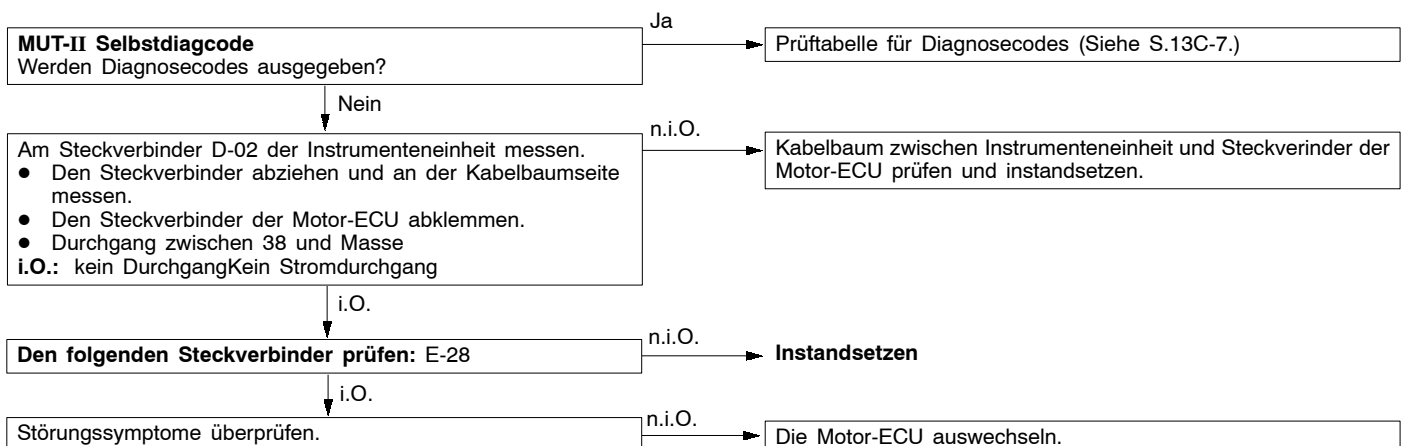 Ja
MUT-II Selbstdiagcode
Werden Diagnosecodes ausgegeben?
Prüftabelle für Diagnosecodes (Siehe S.13C-7.)
Nein
n.i.O.
Am Steckverbinder D-02 der Instrumenteneinheit messen.
● Den Steckverbinder abziehen und an der Kabelbaumseite
messen.
● Den Steckverbinder der Motor-ECU abklemmen.
● Durchgang zwischen 38 und Masse
i.O.: kein DurchgangKein Stromdurchgang
Kabelbaum zwischen Instrumenteneinheit und Steckverinder der
Motor-ECU prüfen und instandsetzen.
i.O.
n.i.O.
Den folgenden Steckverbinder prüfen: E-28
Instandsetzen
i.O.
n.i.O.
Störungssymptome überprüfen.
Die Motor-ECU auswechseln.